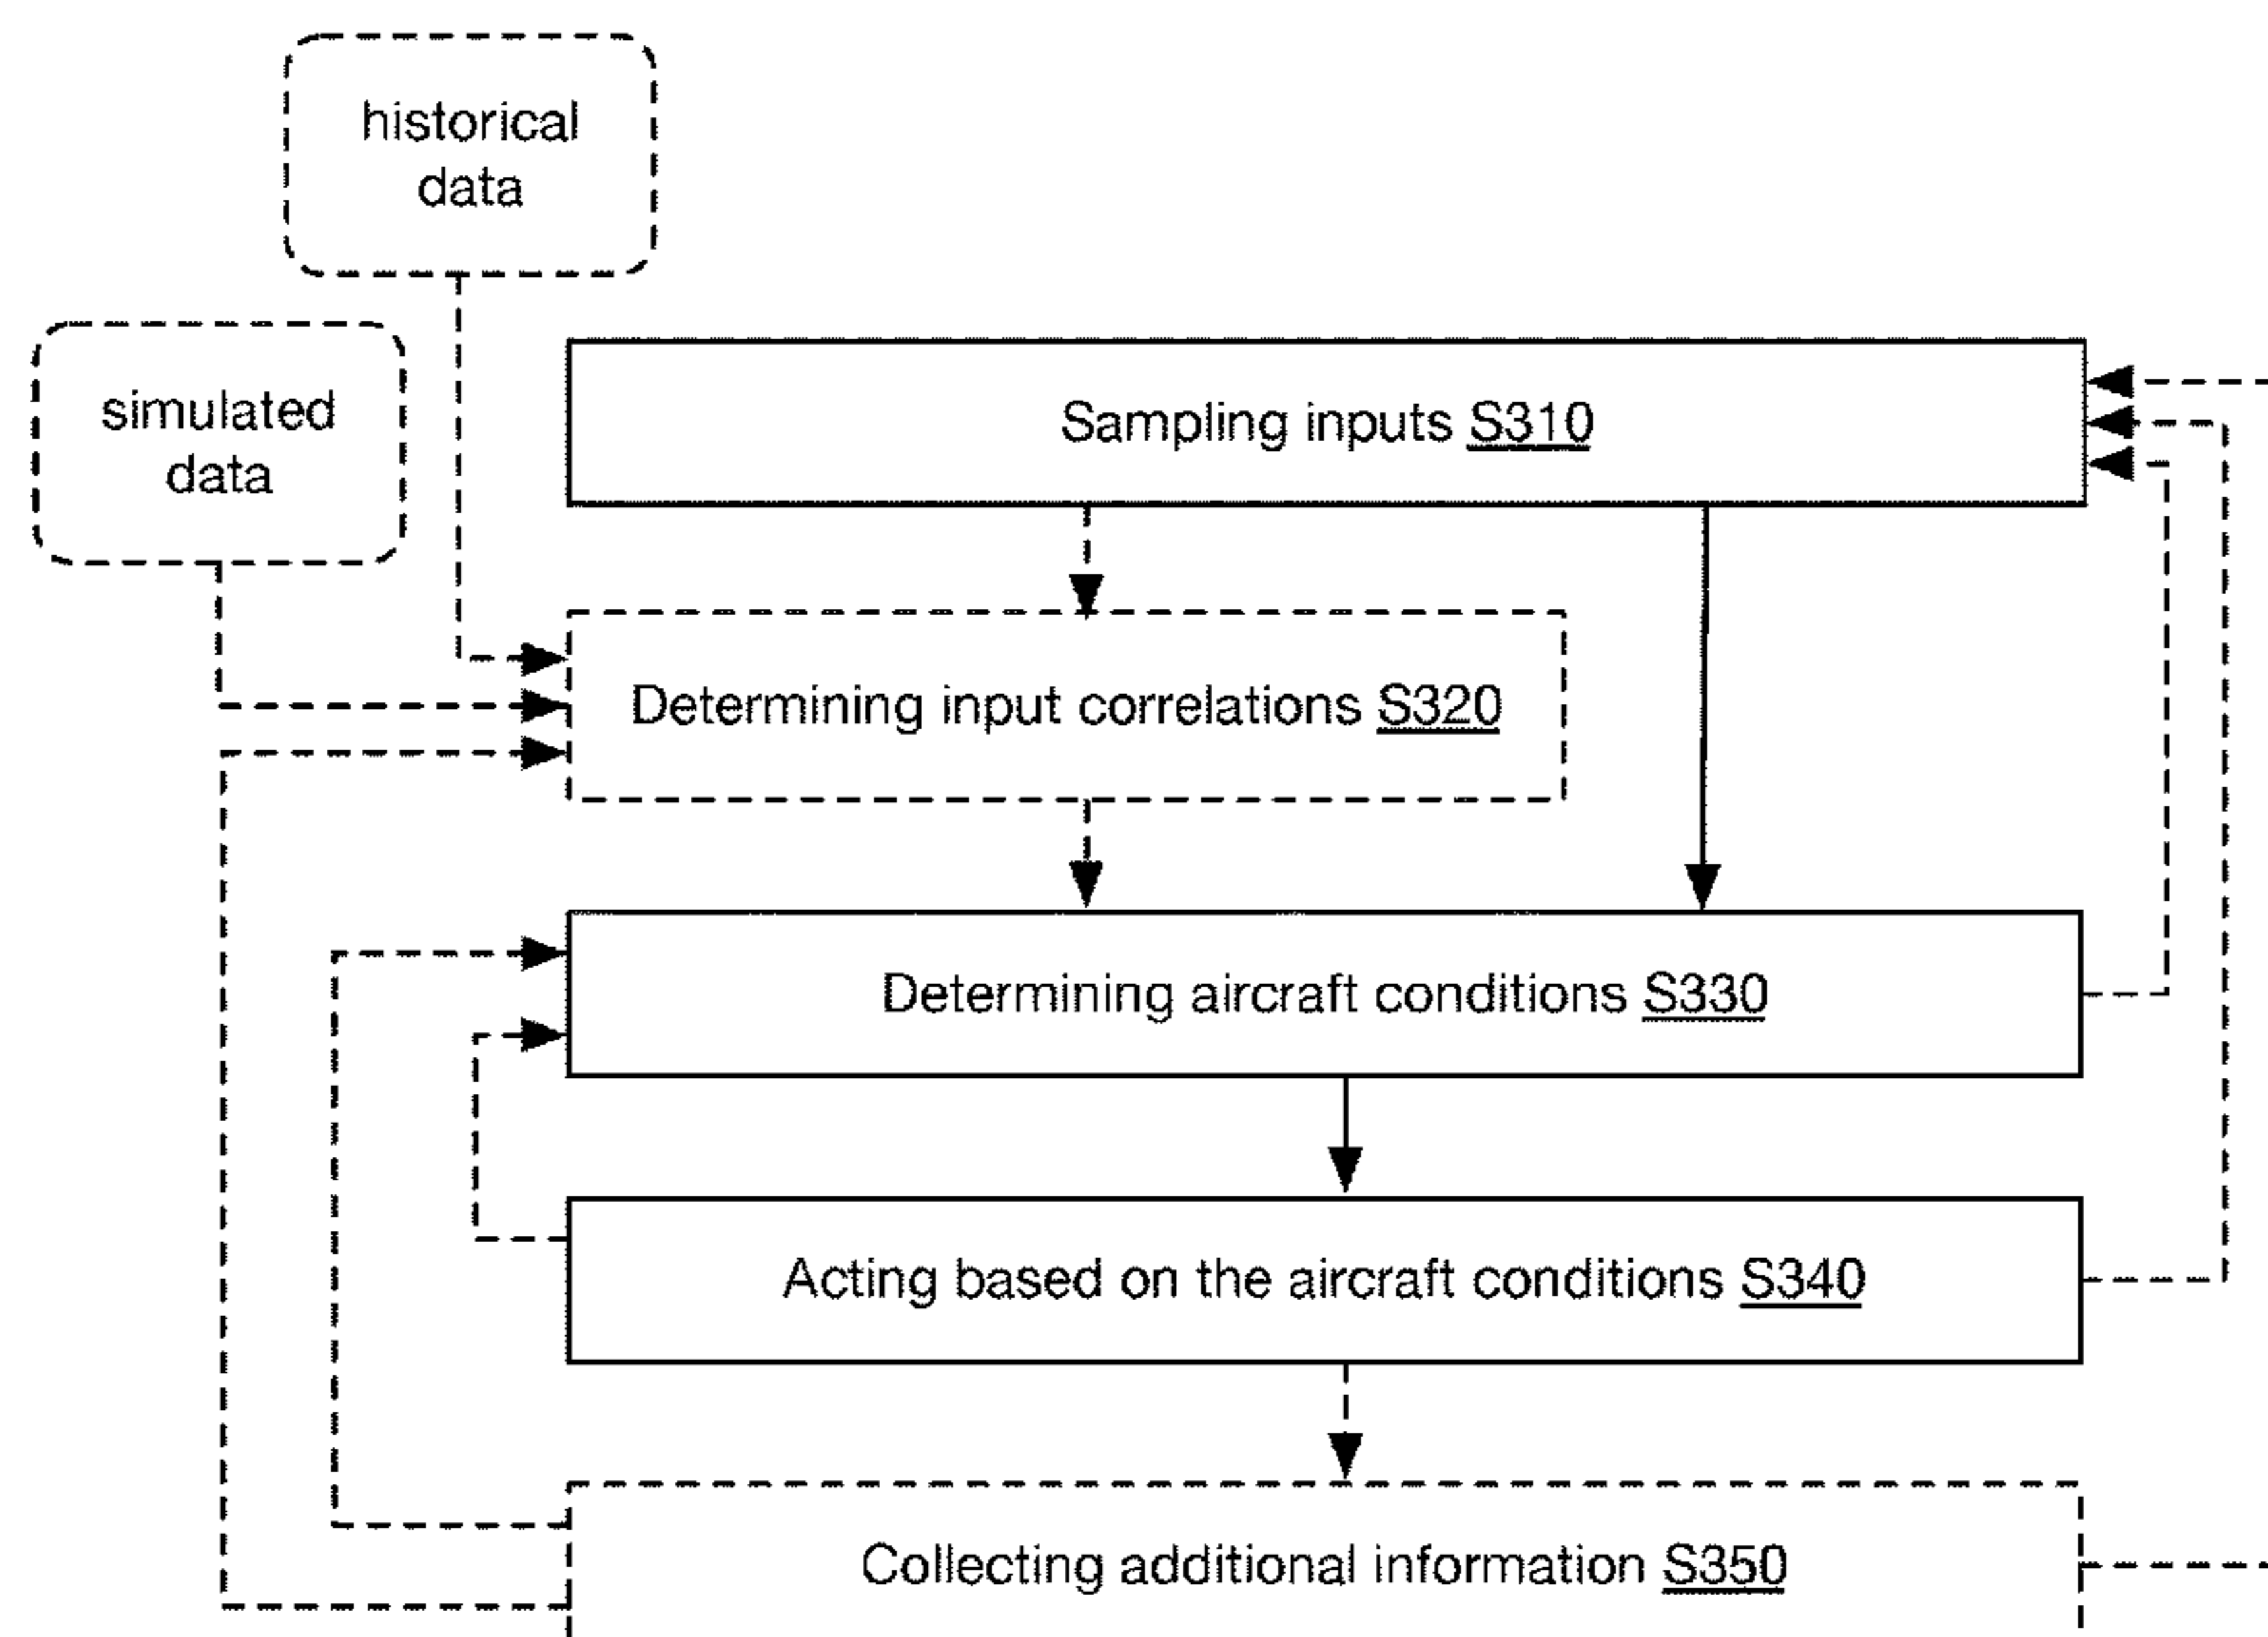 historical
data
simulated
data
Sampling inputs S310
Determining input correlations S320
Determining aircraft conditions S330
Acting based on the aircraft conditions S340
Collecting additional information S350